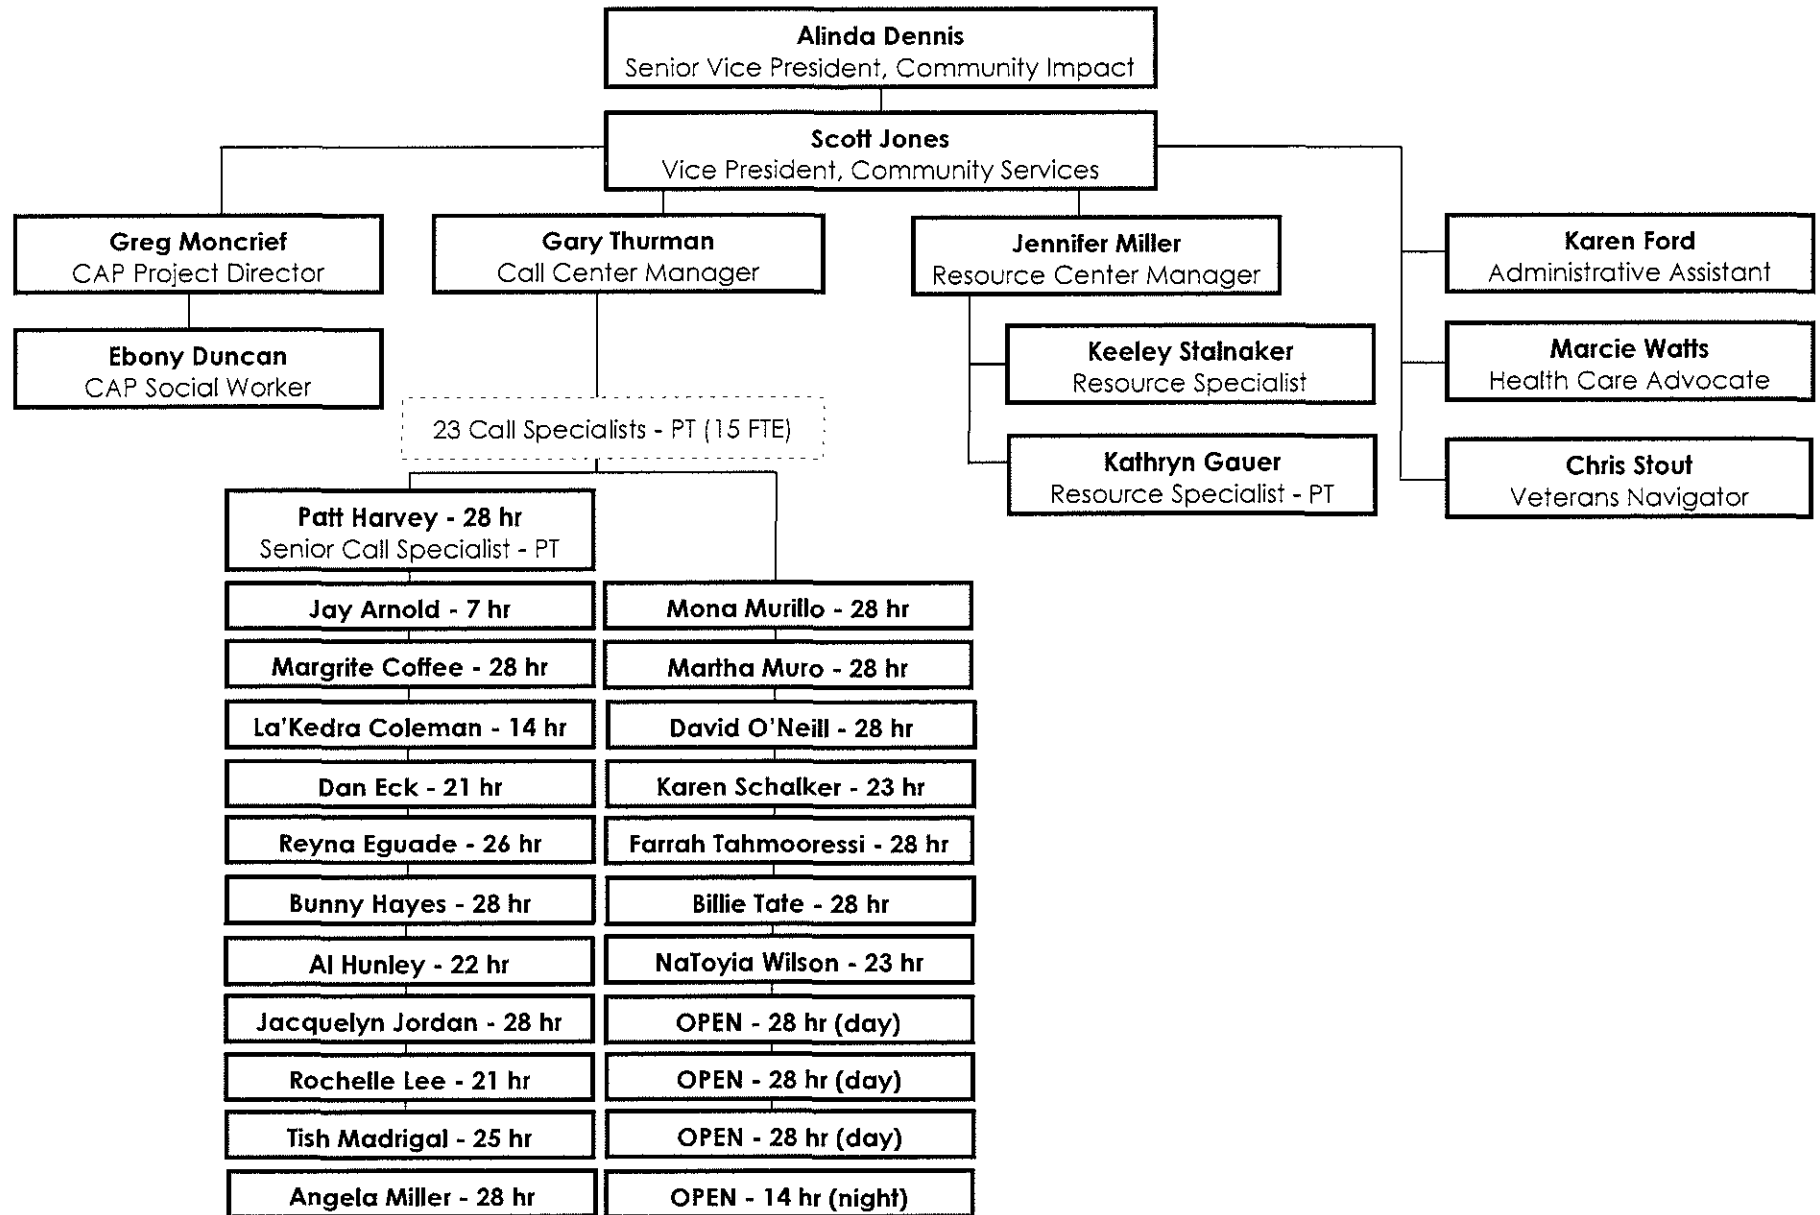 Alinda Dennis
Senior Vice President, Community Impact
Scott Jones
Vice President, Community Services
Greg Moncrief
CAP Project Director
Ebony Duncan
CAP Social Worker
Gary Thurman
Call Center Manager
23 Call Specialists - PT (15 FTE)
Patt Harvey - 28 hr
Senior Call Specialist - PT
Jay Arnold - 7 hr
Margrite Coffee - 28 hr
La'Kedra Coleman - 14 hr
Dan Eck - 21 hr
Reyna Eguade - 26 hr
Bunny Hayes - 28 hr
Al Hunley - 22 hr
Jacquelyn Jordan - 28 hr
Rochelle Lee - 21 hr
Tish Madrigal - 25 hr
Angela Miller - 28 hr
Mona Murillo - 28 hr
Martha Muro - 28 hr
David O'Neill - 28 hr
Karen Schalker - 23 hr
Farrah Tahmooressi - 28 hr
Billie Tate - 28 hr
NaToyia Wilson - 23 hr
OPEN - 28 hr (day)
OPEN - 28 hr (day)
OPEN - 28 hr (day)
OPEN - 14 hr (night)
Jennifer Miller
Resource Center Manager
Keeley Stalnaker
Resource Specialist
Kathryn Gauer
Resource Specialist - PT
Karen Ford
Administrative Assistant
Marcie Watts
Health Care Advocate
Chris Stout
Veterans Navigator